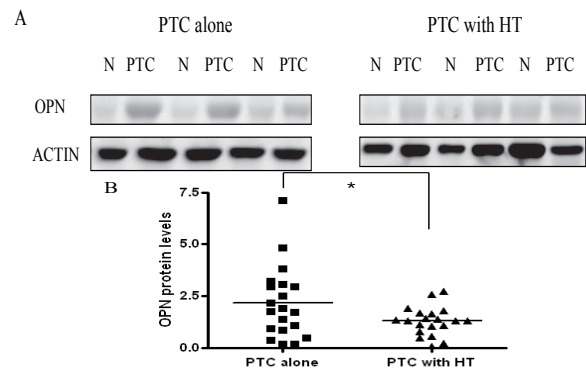 A
PTC alone
PTC with HT
N PTC N PTC N PTC
N PTC N PTC N PTC
OPN
ACTIN
B
*
7.5
5.0
2.5
0.0
OPN protein levels
PTC alone
PTC with HT